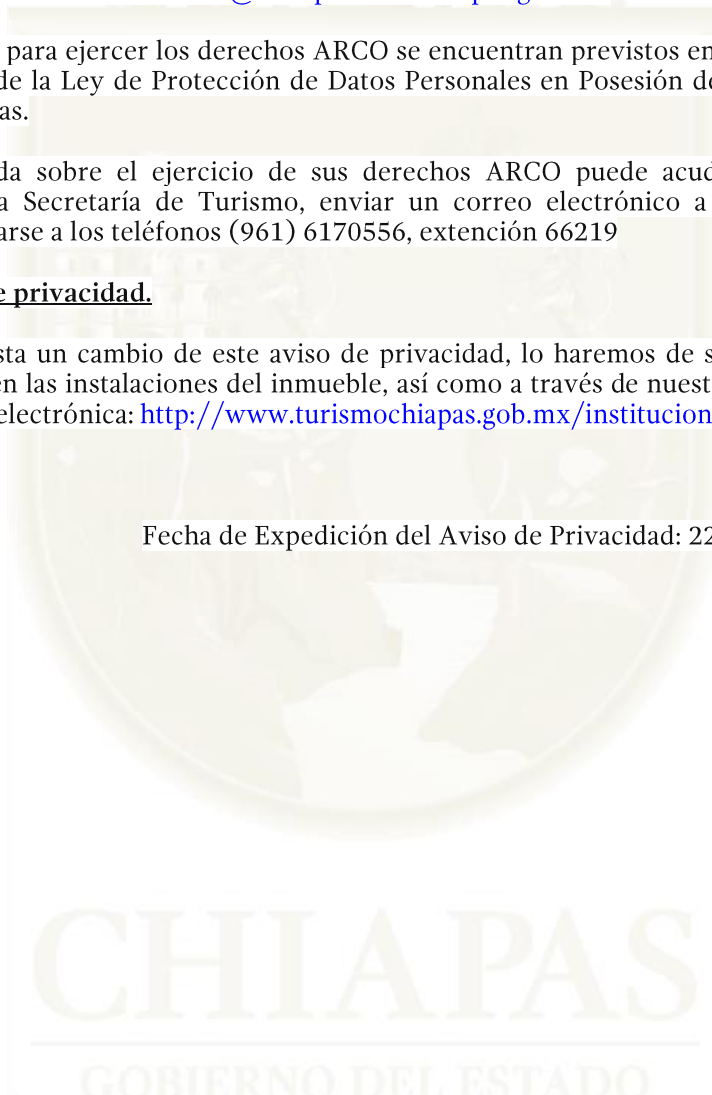 para ejercer los derechos ARCO se encuentran previstos en
de la Ley de Protección de Datos Personales en Posesión de
as.
da sobre el ejercicio de sus derechos ARCO puede acud
a Secretaría de Turismo, enviar un correo electrónico a
arse a los teléfonos (961) 6170556, extención 66219
e privacidad.
sta un cambio de este aviso de privacidad, lo haremos de s
en las instalaciones del inmueble, así como a través de nuest
electrónica: http://www.turismochiapas.gob.mx/institucion
Fecha de Expedición del Aviso de Privacidad: 22
CHIAPAS
GOBIERNO DEL ESTADO